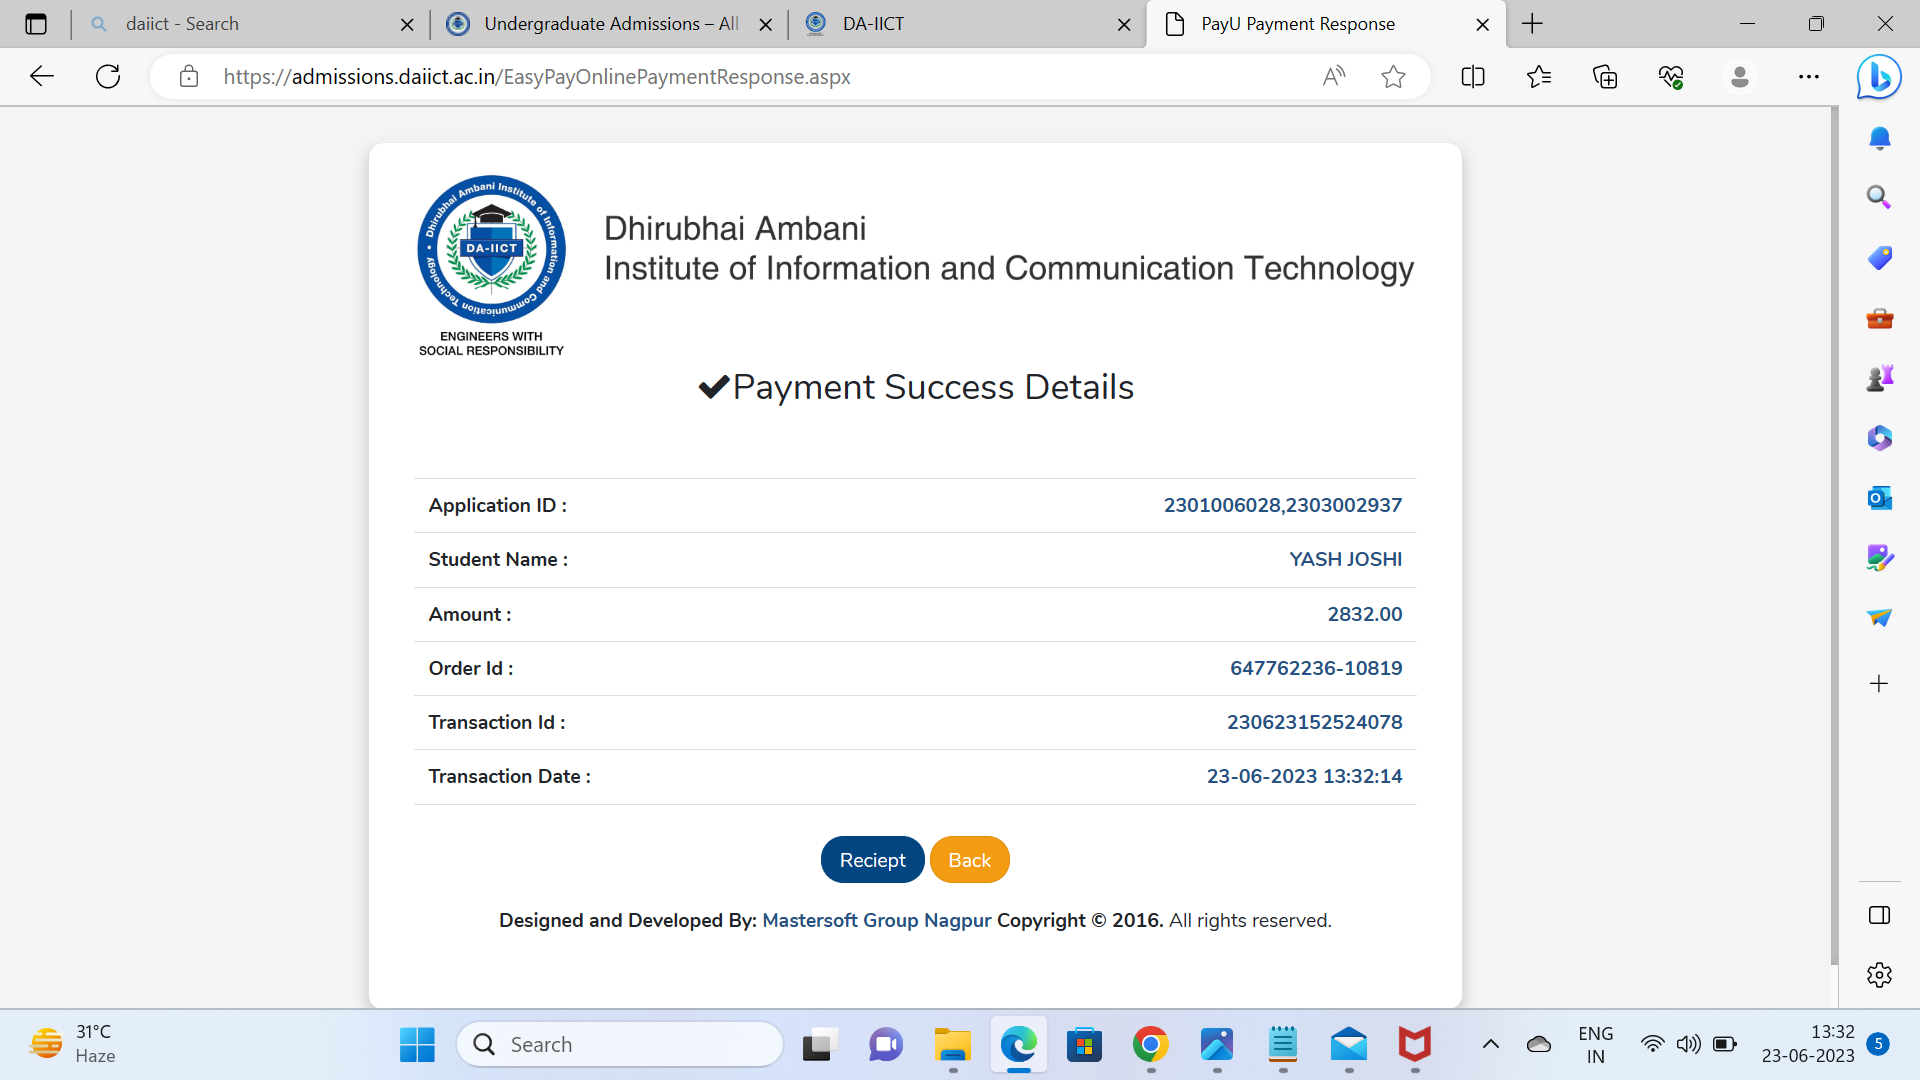 daiict - Search
Undergraduate Admissions – All
DA-IICT
PayU Payment Response
https://admissions.daiict.ac.in/EasyPayOnlinePaymentResponse.aspx
Dhirubhai Ambani Institute of Information and Communication Technology
DA-IICT
ENGINEERS WITH
SOCIAL RESPONSIBILITY
Dhirubhai Ambani
Institute of Information and Communication Technology
Payment Success Details
Application ID : 2301006028,2303002937
Student Name : YASH JOSHI
Amount : 2832.00
Order Id : 647762236-10819
Transaction Id : 230623152524078
Transaction Date : 23-06-2023 13:32:14
Reciept Back
Designed and Developed By: Mastersoft Group Nagpur Copyright © 2016. All rights reserved.
31°C
Haze
Search
ENG
IN
13:32
23-06-2023
5